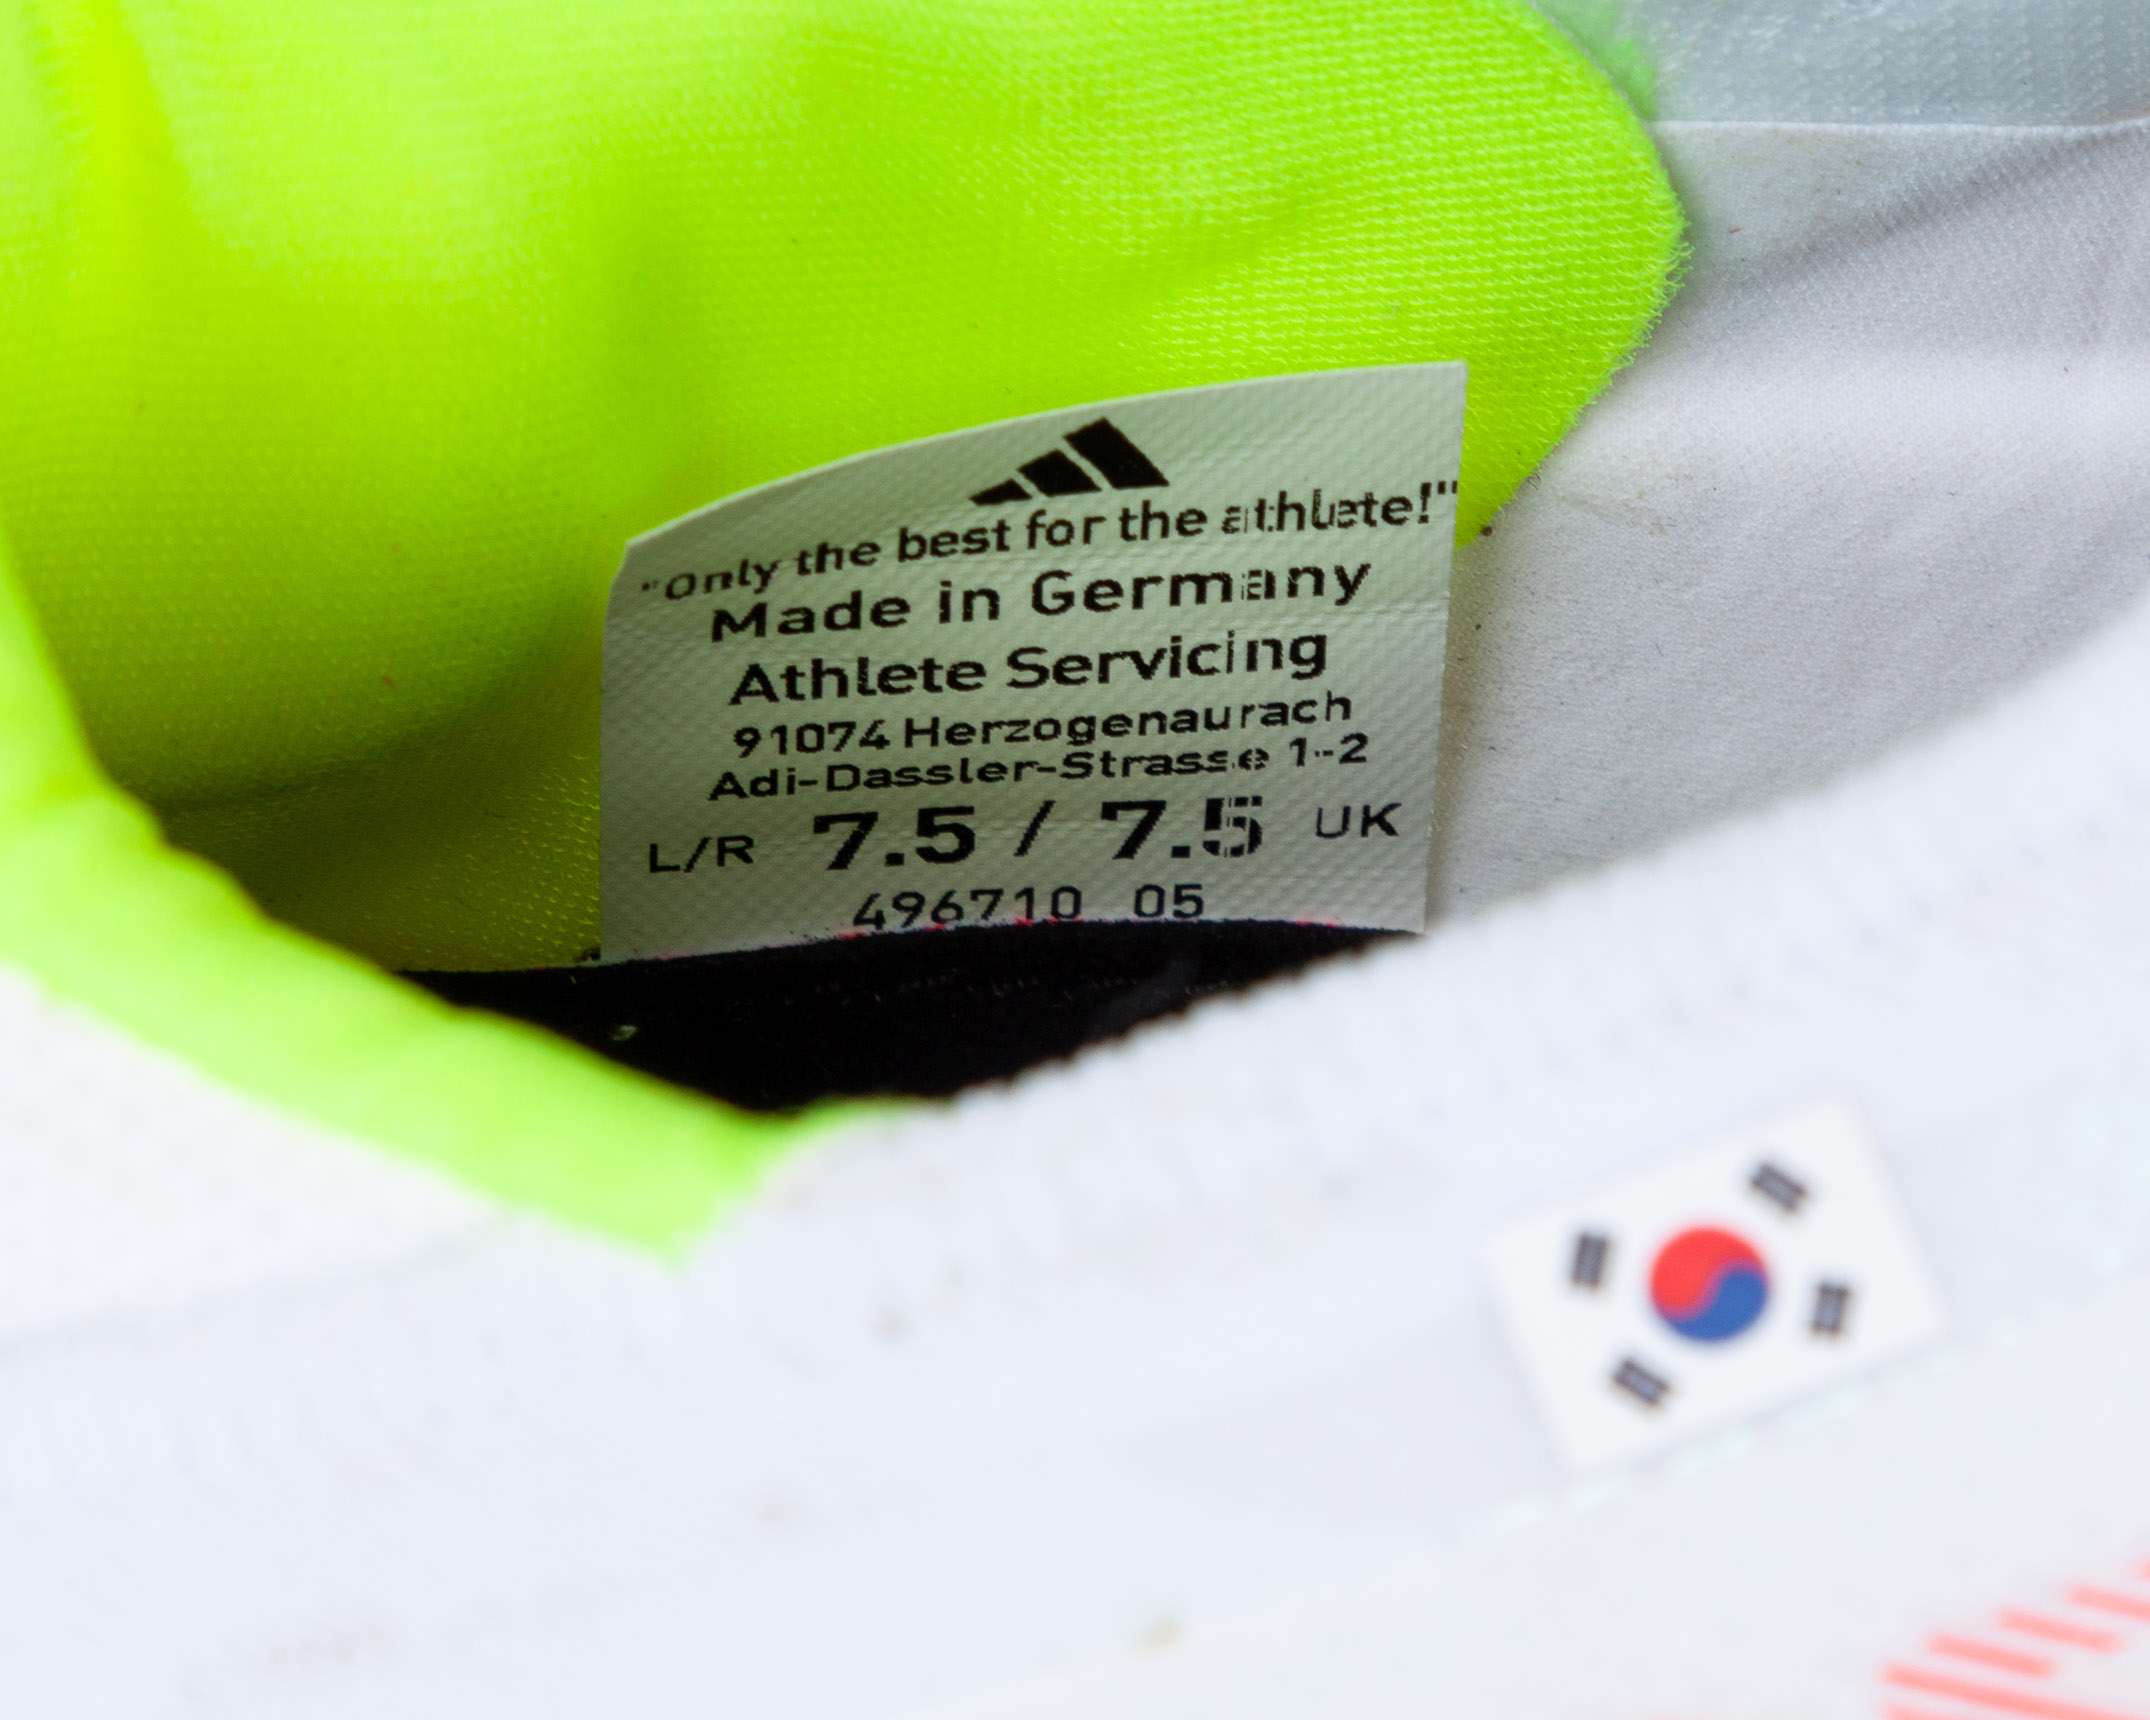 "Only the best for the athlete!"
Made in Germany
Athlete Servicing
91074 Herzogenaurach
Adi-Dassler-Strasse 1-2
L/R 7.5 / 7.5 UK
496710 05